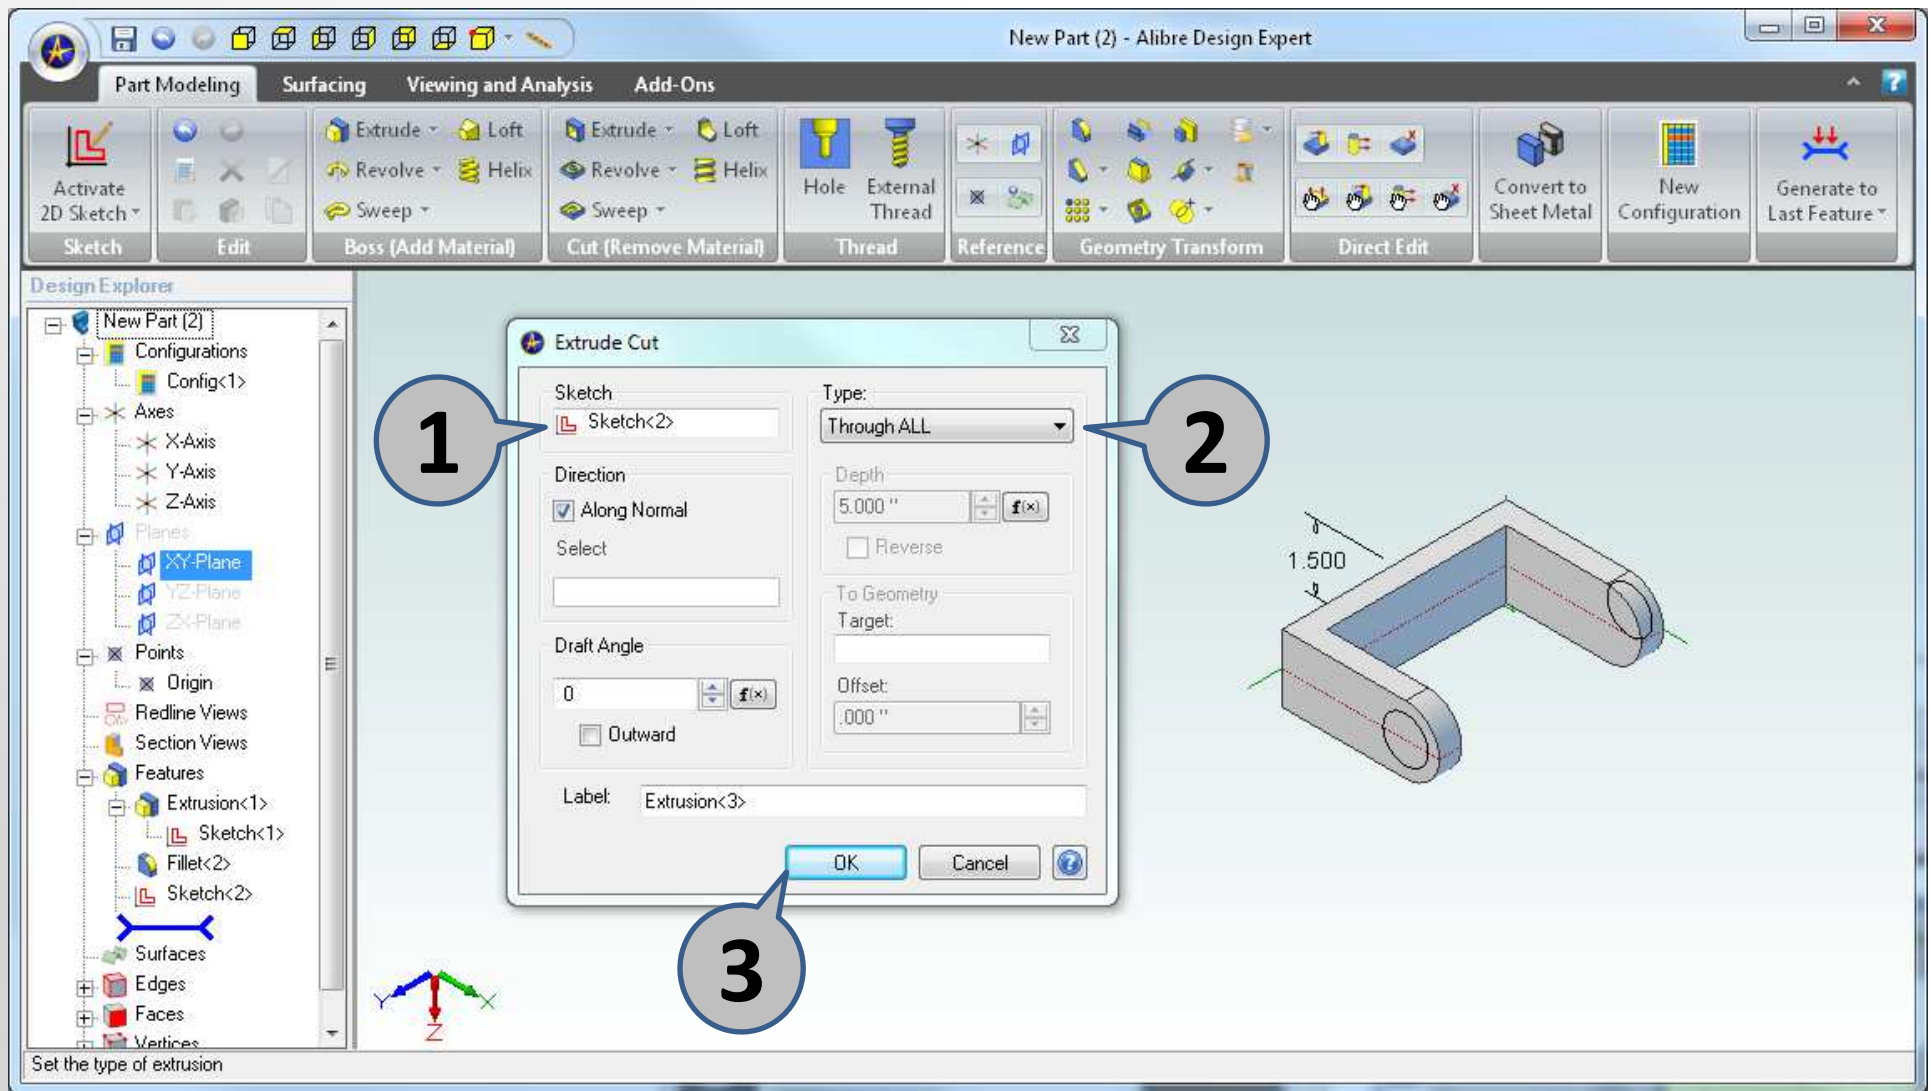 New Part (2) - Alibre Design Expert
Part Modeling Surfacing Viewing and Analysis Add-Ons
Activate
2D Sketch
Sketch
Edit
Extrude Loft
Revolve Helix
Sweep
Boss (Add Material)
Extrude Loft
Revolve Helix
Sweep
Cut (Remove Material)
Hole External
Thread
Thread
Reference
Geometry Transform
Direct Edit
Convert to
Sheet Metal
New
Configuration
Generate to
Last Feature
Design Explorer
New Part (2)
Configurations
Config<1>
Axes
X-Axis
Y-Axis
Z-Axis
Planes
XY-Plane
YZ-Plane
ZX-Plane
Points
Origin
Redline Views
Section Views
Features
Extrusion<1>
Sketch<1>
Fillet<2>
Sketch<2>
Surfaces
Edges
Faces
Vertices
Set the type of extrusion
Extrude Cut
Sketch
Sketch<2>
Direction
Along Normal
Select
Draft Angle
0 f(x)
Outward
Type:
Through ALL
Depth
5.000 " f(x)
Reverse
To Geometry
Target:
Offset:
.000 "
Label: Extrusion<3>
OK Cancel ?
1
2
3
1.500
Y X
Z